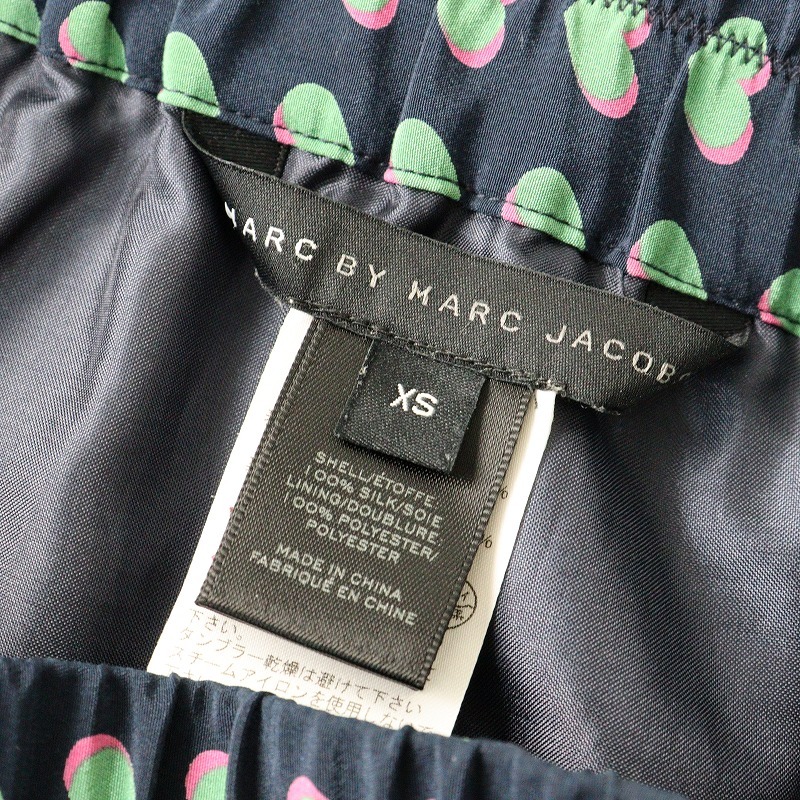 MARC BY MARC JACOBS
XS
SHELL/ETOFFE
100% SILK/SOIE
LINING/DOUBLURE
100% POLYESTER/
POLYESTER
MADE IN CHINA
FABRIQUÉ EN CHINE
%
%
下さい。
タンブラー乾燥は避けて下さい
スチームアイロンを使用しない